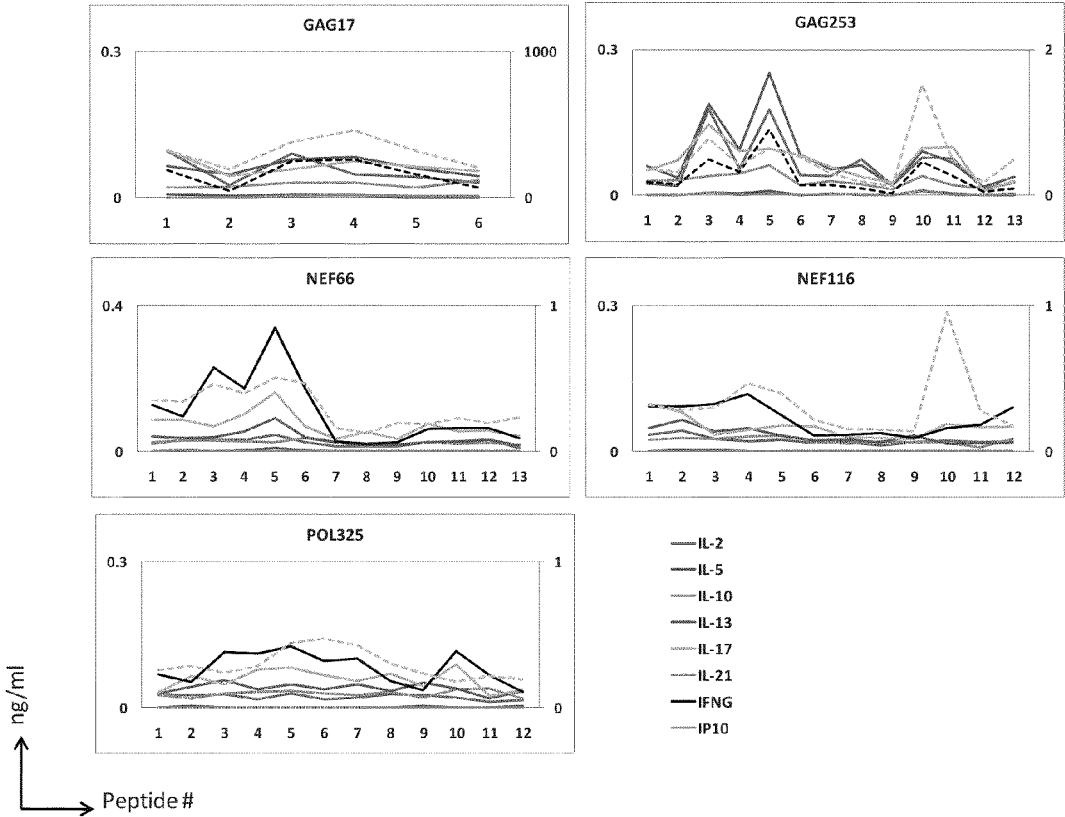 GAG17
0.3 1000
0 0
1 2 3 4 5 6
GAG253
0.3 2
0 0
1 2 3 4 5 6 7 8 9 10 11 12 13
NEF66
0.4 1
0 0
1 2 3 4 5 6 7 8 9 10 11 12 13
NEF116
0.3 1
0 0
1 2 3 4 5 6 7 8 9 10 11 12
POL325
0.3 1
0 0
1 2 3 4 5 6 7 8 9 10 11 12
IL-2
IL-5
IL-10
IL-13
IL-17
IL-21
IFNG
IP10
ng/ml
Peptide #